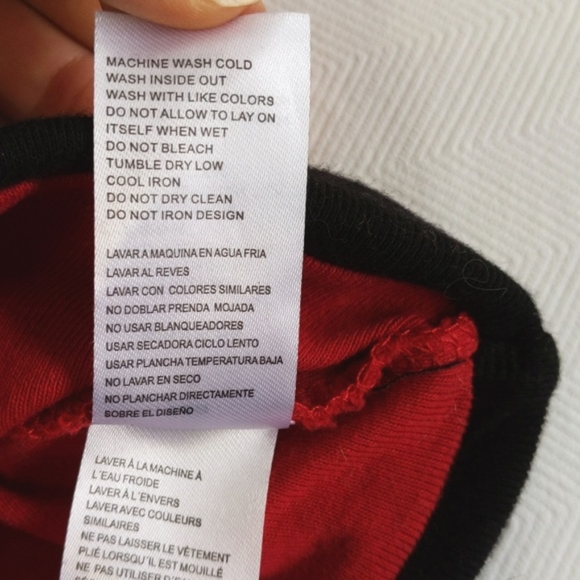 MACHINE WASH COLD
WASH INSIDE OUT
WASH WITH LIKE COLORS
DO NOT ALLOW TO LAY ON
ITSELF WHEN WET
DO NOT BLEACH
TUMBLE DRY LOW
COOL IRON
DO NOT DRY CLEAN
DO NOT IRON DESIGN
LAVAR A MAQUINA EN AGUA FRIA
LAVAR AL REVES
LAVAR CON COLORES SIMILARES
NO DOBLAR PRENDA MOJADA
NO USAR BLANQUEADORES
USAR SECADORA CICLO LENTO
USAR PLANCHA TEMPERATURA BAJA
NO LAVAR EN SECO
NO PLANCHAR DIRECTAMENTE
SOBRE EL DISEÑO
LAVER À LA MACHINE À
L'EAU FROIDE
LAVER À L'ENVERS
LAVER AVEC COULEURS
SIMILAIRES
NE PAS LAISSER LE VÊTEMENT
PLIÉ LORSQU'IL EST MOUILLÉ
NE PAS UTILISER